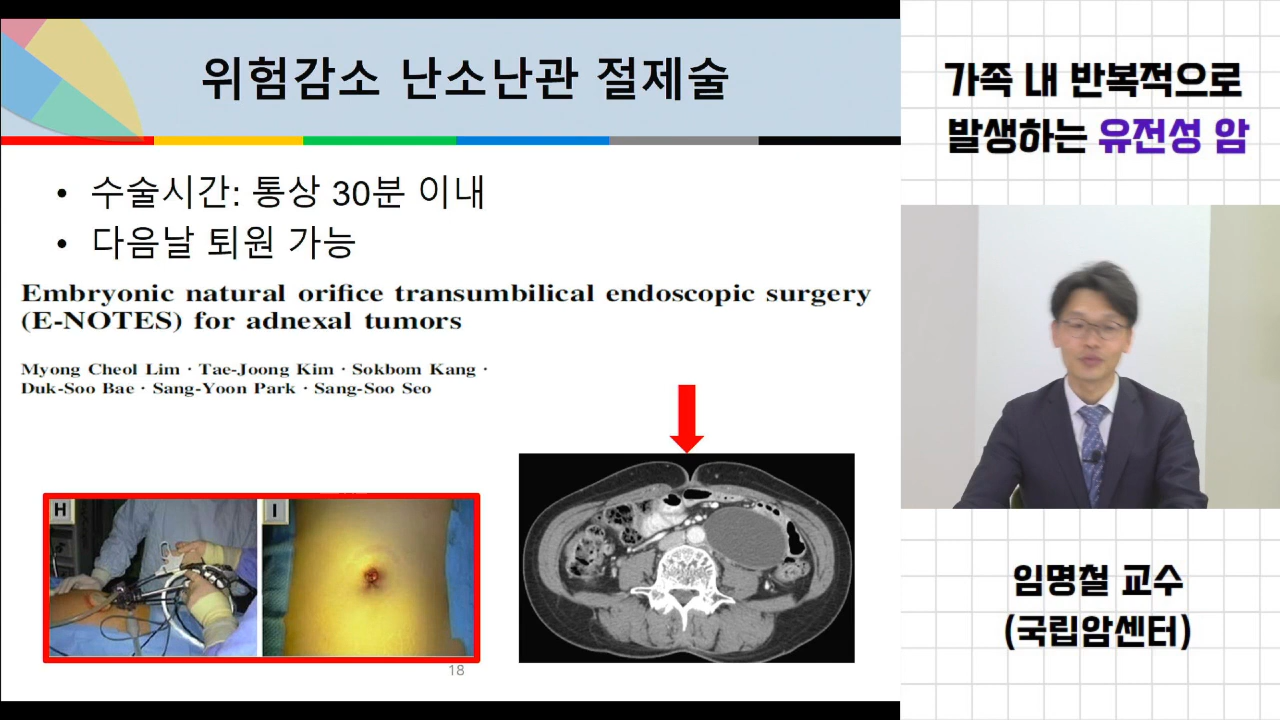 위험감소 난소난관 절제술
• 수술시간: 통상 30분 이내
• 다음날 퇴원 가능
Embryonic natural orifice transumbilical endoscopic surgery
(E-NOTES) for adnexal tumors
Myong Cheol Lim · Tae-Joong Kim · Sokbom Kang ·
Duk-Soo Bae · Sang-Yoon Park · Sang-Soo Seo
H
I
18
가족 내 반복적으로
발생하는 유전성 암
임명철 교수
(국립암센터)